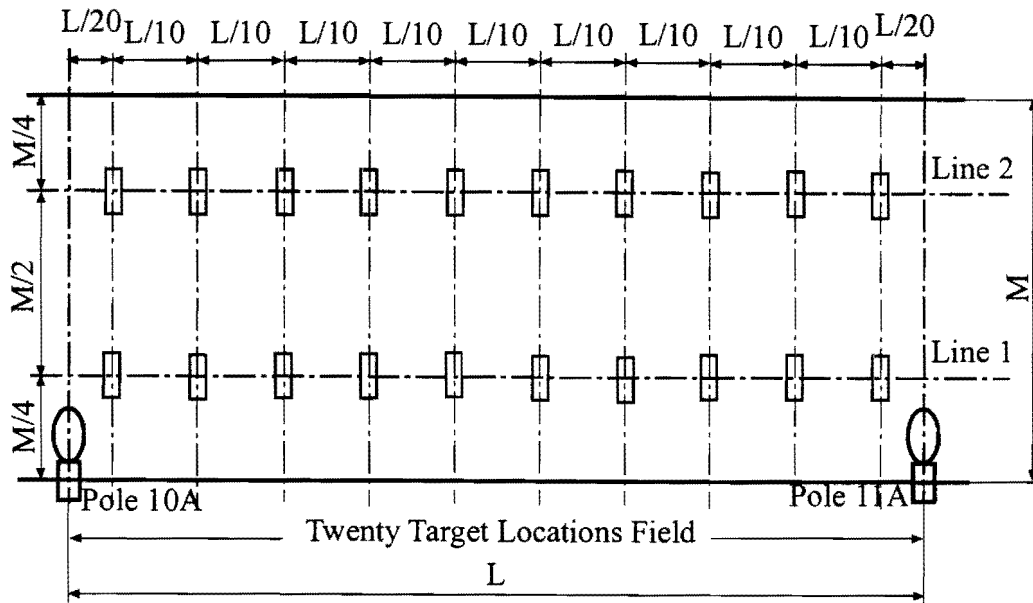 L/20 L/10 L/10 L/10 L/10 L/10 L/10 L/10 L/10 L/10 L/20
M/4
Line 2
M/2
M
Line 1
M/4
Pole 10A
Pole 11A
Twenty Target Locations Field
L